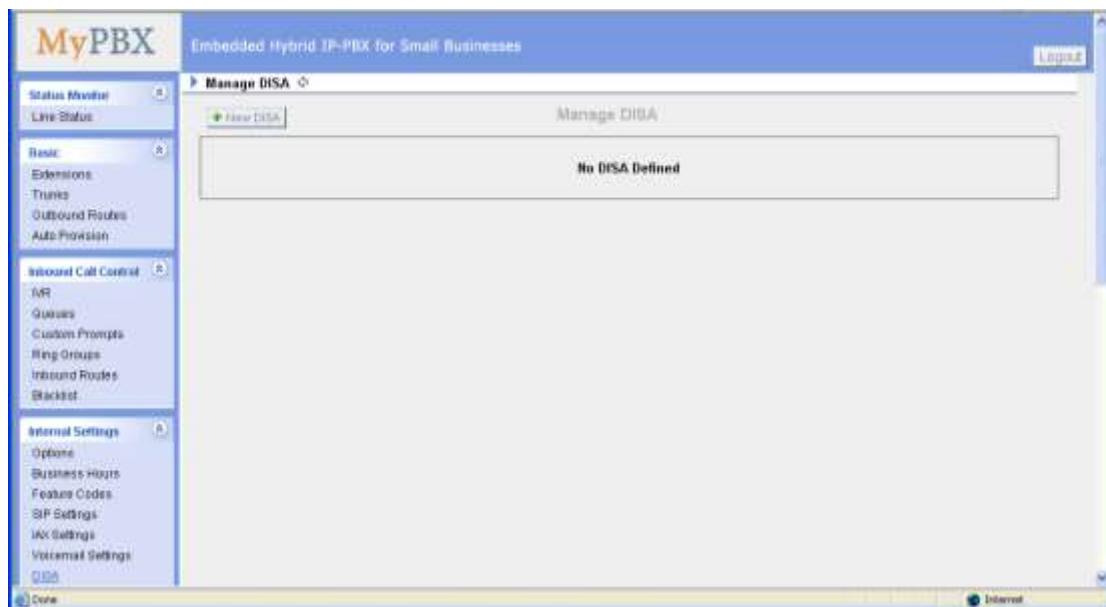 MyPBX
Embedded Hybrid IP-PBX for Small Businesses
Logout
Manage DISA
Status Monitor
Line Status
New DISA
Manage DISA
No DISA Defined
Basic
Extensions
Trunks
Outbound Routes
Auto Provision
Inbound Call Control
IVR
Queues
Custom Prompts
Ring Groups
Inbound Routes
Blacklist
Internal Settings
Options
Business Hours
Feature Codes
SIP Settings
IAX Settings
Voicemail Settings
DISA
Done
Internet